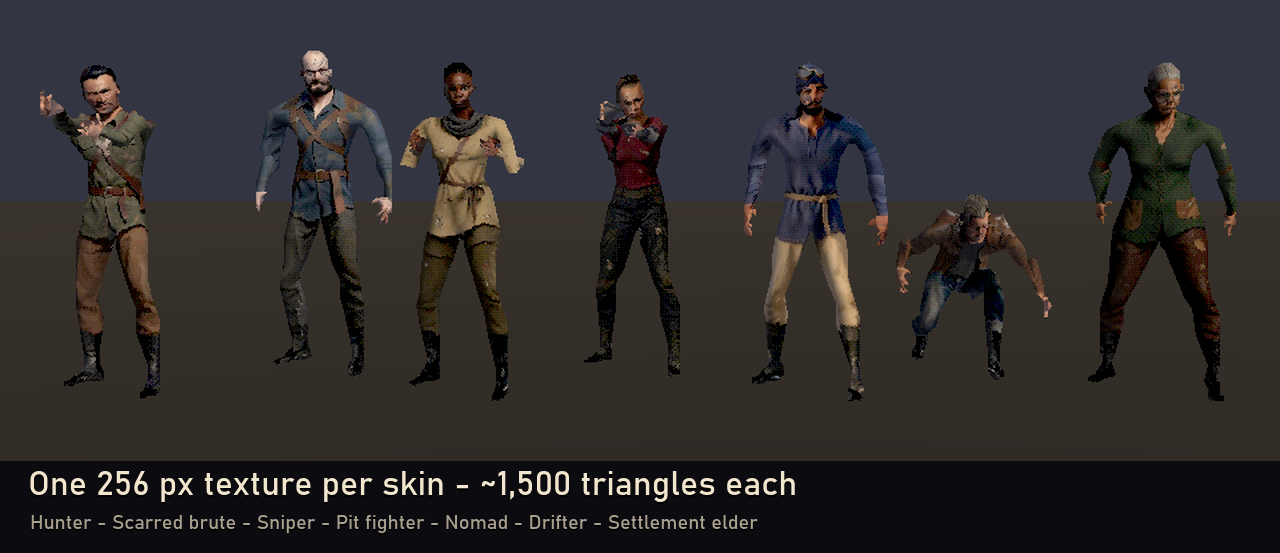 One 256 px texture per skin - ~1,500 triangles each
Hunter - Scarred brute - Sniper - Pit fighter - Nomad - Drifter - Settlement elder